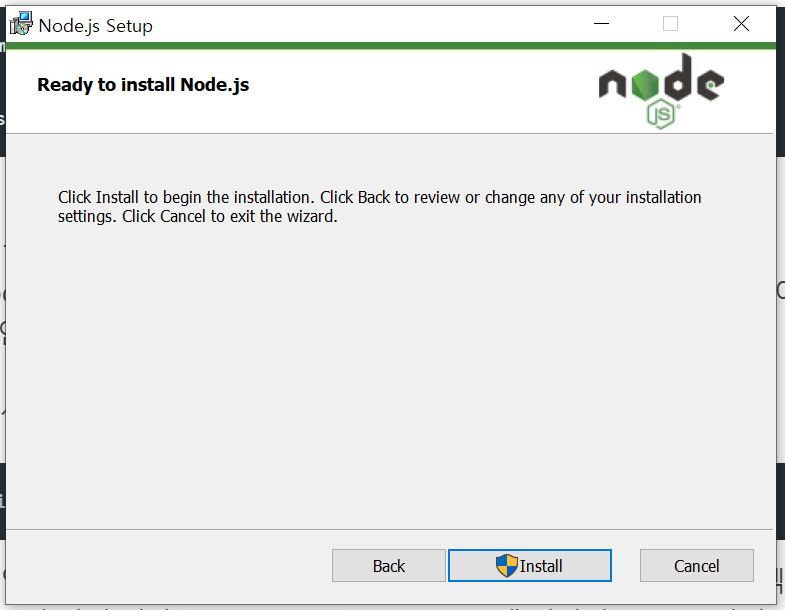 Node.js Setup
Ready to install Node.js
node
JS
Click Install to begin the installation. Click Back to review or change any of your installation
settings. Click Cancel to exit the wizard.
Back
Install
Cancel